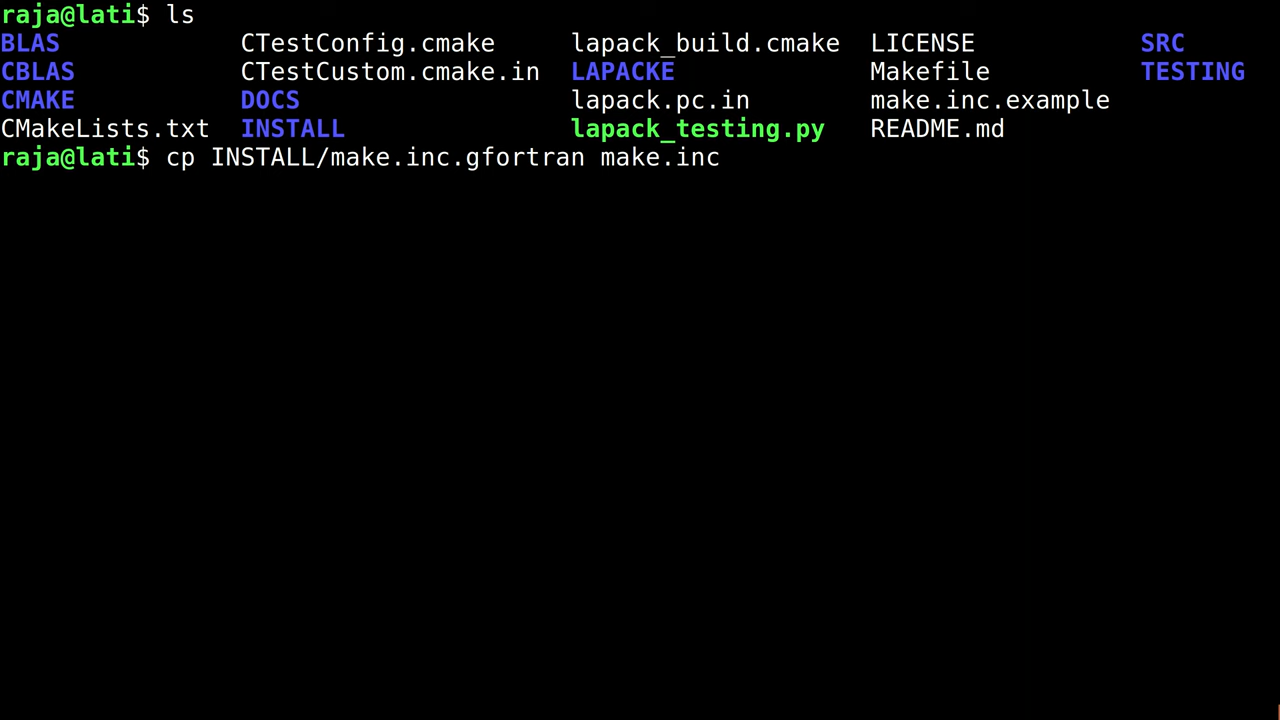 raja@lati$ ls
BLAS CTestConfig.cmake lapack_build.cmake LICENSE SRC
CBLAS CTestCustom.cmake.in LAPACKE Makefile TESTING
CMAKE DOCS lapack.pc.in make.inc.example
CMakeLists.txt INSTALL lapack_testing.py README.md
raja@lati$ cp INSTALL/make.inc.gfortran make.inc